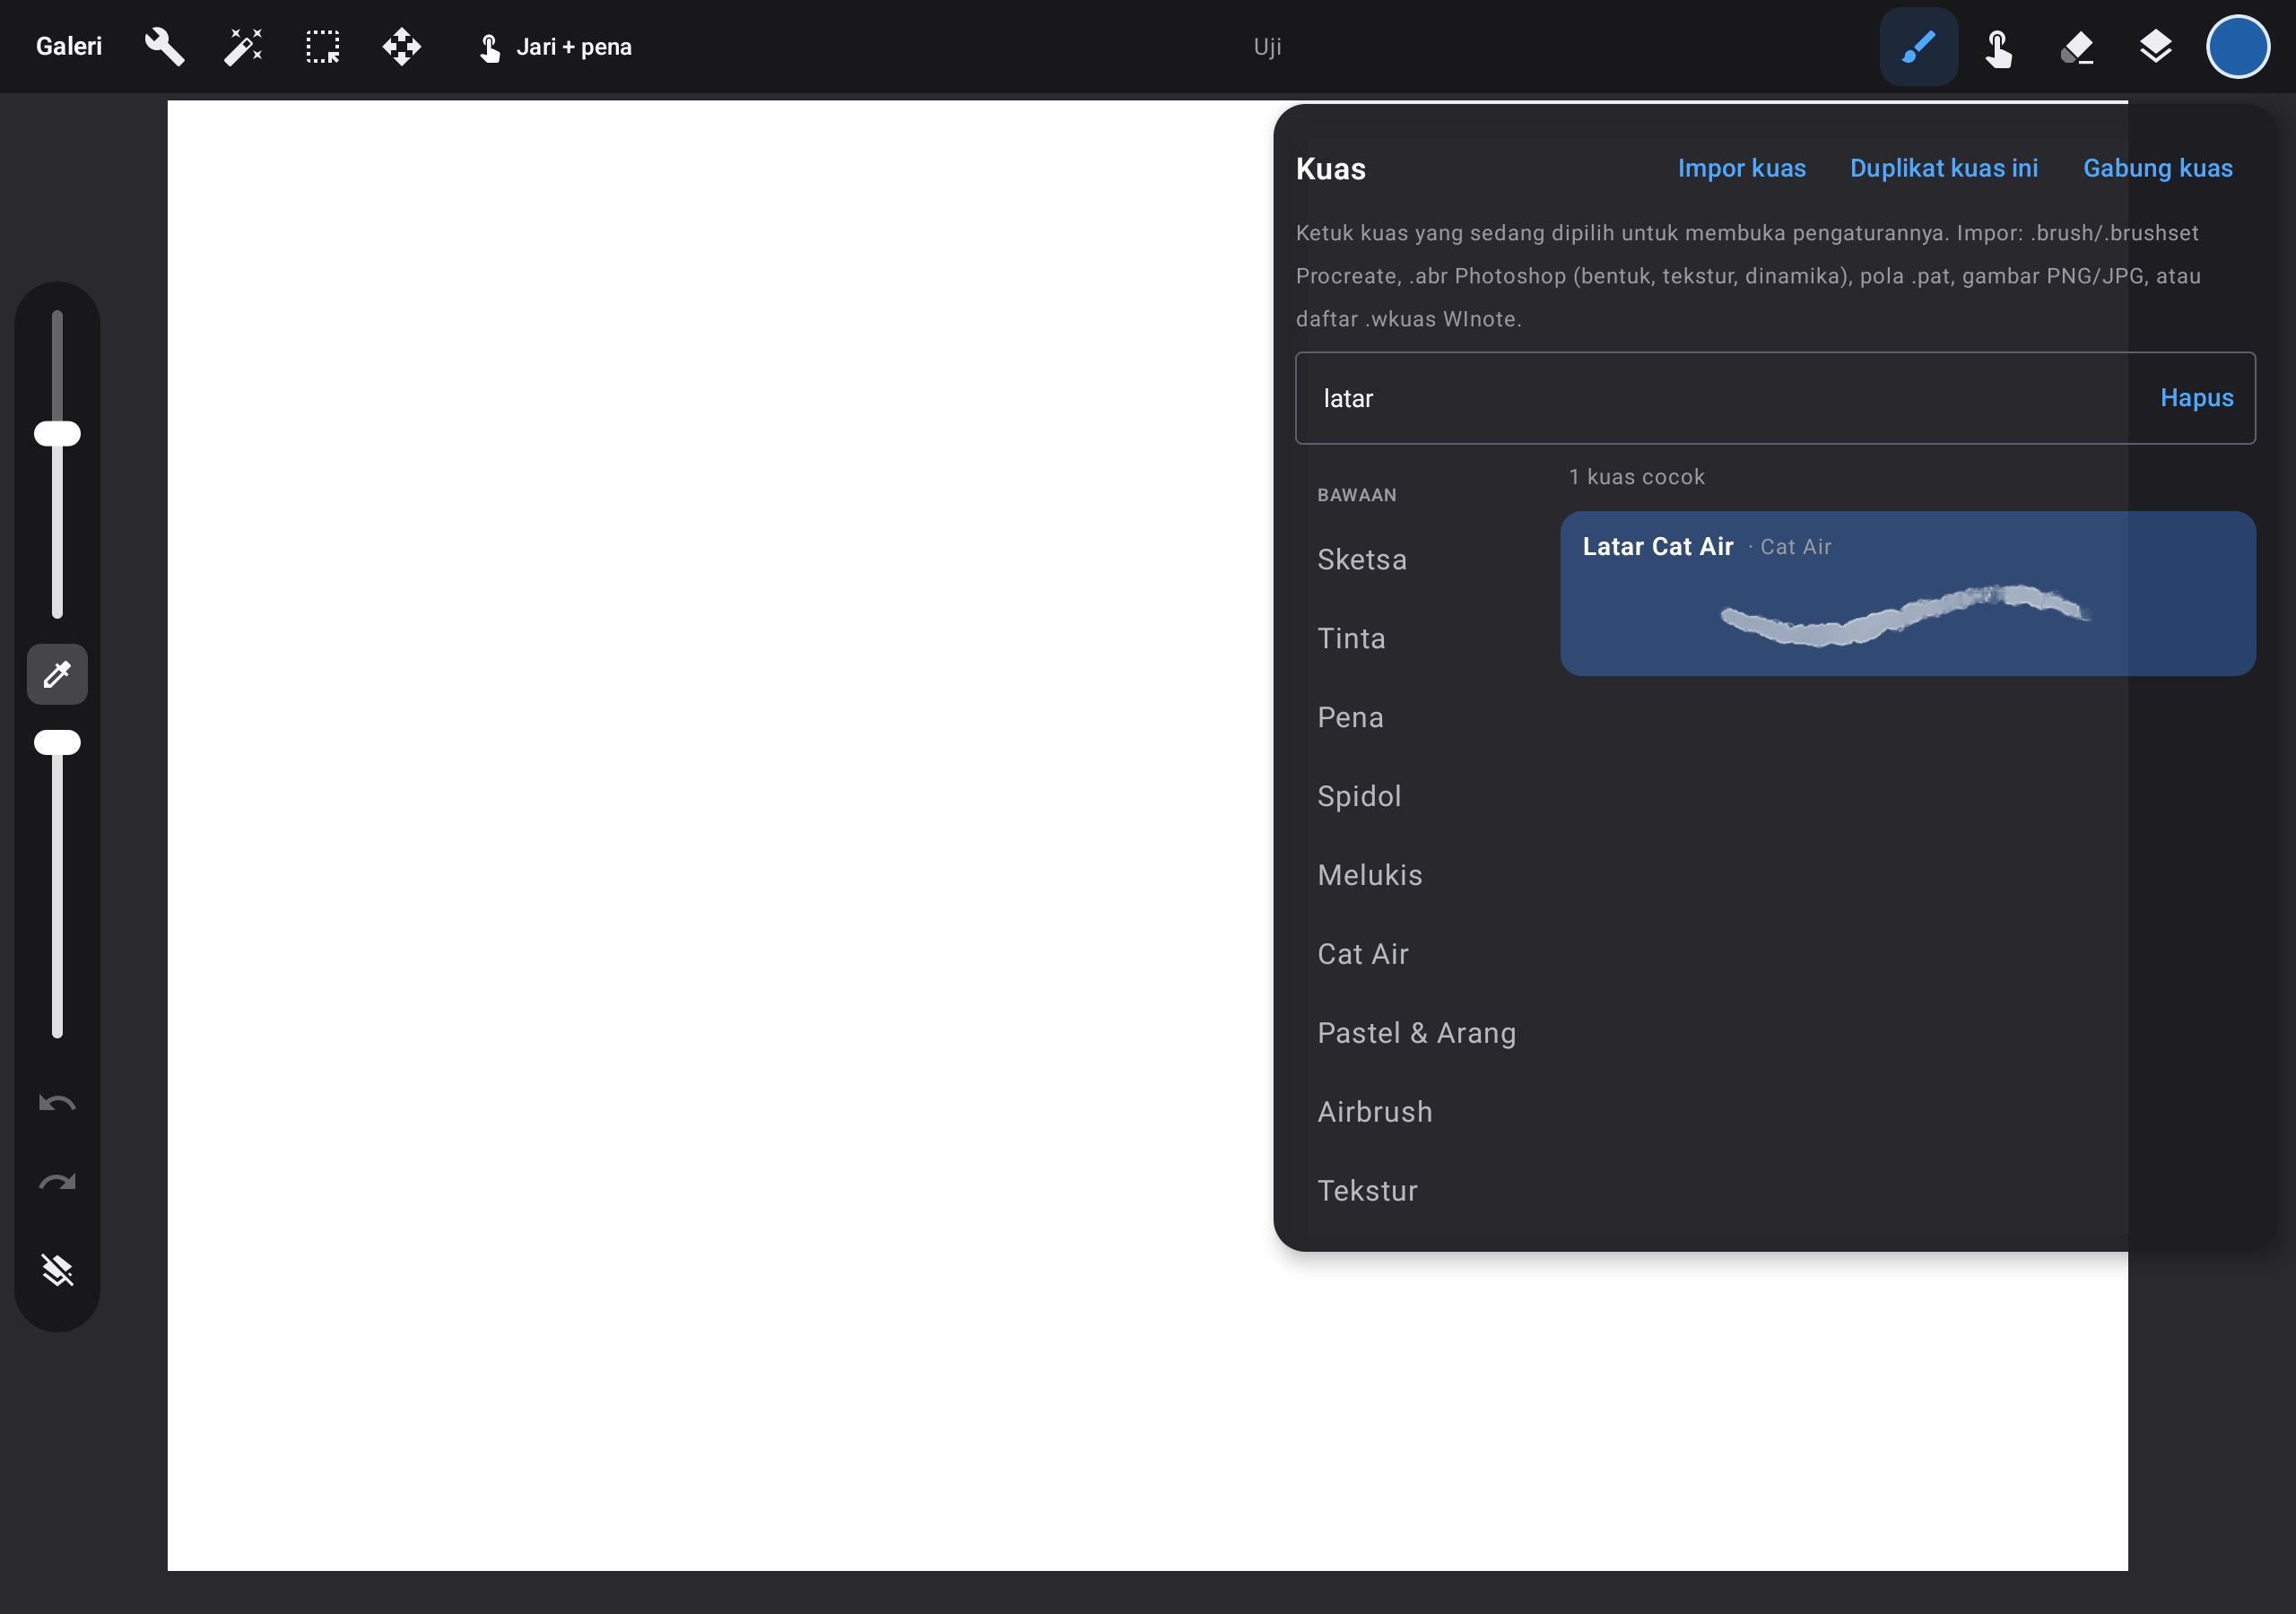 Galeri
Jari + pena
Uji
Kuas
Impor kuas
Duplikat kuas ini
Gabung kuas
Ketuk kuas yang sedang dipilih untuk membuka pengaturannya. Impor: .brush/.brushset
Procreate, .abr Photoshop (bentuk, tekstur, dinamika), pola .pat, gambar PNG/JPG, atau
daftar .wkuas WInote.
latar
Hapus
1 kuas cocok
BAWAAN
Latar Cat Air · Cat Air
Sketsa
Tinta
Pena
Spidol
Melukis
Cat Air
Pastel & Arang
Airbrush
Tekstur